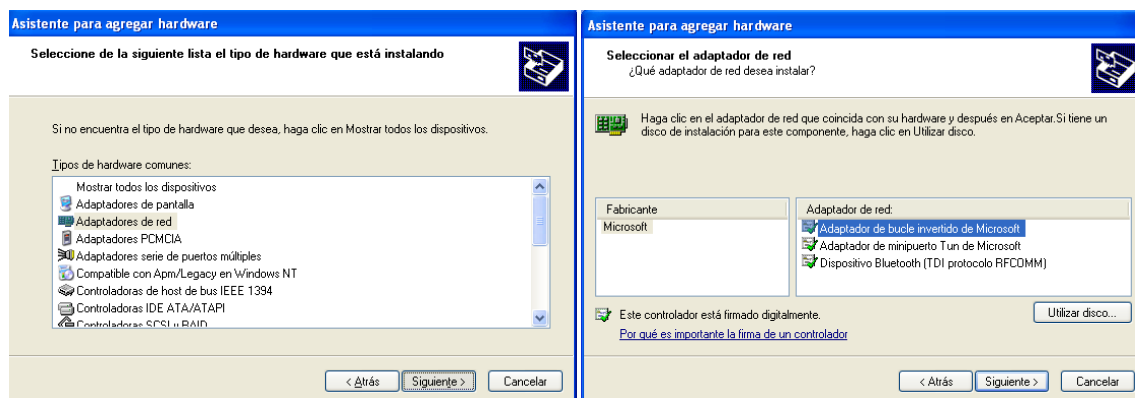 Asistente para agregar hardware
Seleccione de la siguiente lista el tipo de hardware que está instalando
Si no encuentra el tipo de hardware que desea, haga clic en Mostrar todos los dispositivos.
Tipos de hardware comunes:
Mostrar todos los dispositivos
Adaptadores de pantalla
Adaptadores de red
Adaptadores PCMCIA
Adaptadores serie de puertos múltiples
Compatible con Apm/Legacy en Windows NT
Controladoras de host de bus IEEE 1394
Controladoras IDE ATA/ATAPI
Controladoras SCSI y RAID
< Atrás
Siguiente >
Cancelar
Asistente para agregar hardware
Seleccionar el adaptador de red
¿Qué adaptador de red desea instalar?
Haga clic en el adaptador de red que coincida con su hardware y después en Aceptar.Si tiene un
disco de instalación para este componente, haga clic en Utilizar disco.
Fabricante
Microsoft
Adaptador de red:
Adaptador de bucle invertido de Microsoft
Adaptador de minipuerto Tun de Microsoft
Dispositivo Bluetooth (TDI protocolo RFCOMM)
Este controlador está firmado digitalmente.
Por qué es importante la firma de un controlador
Utilizar disco...
< Atrás
Siguiente >
Cancelar